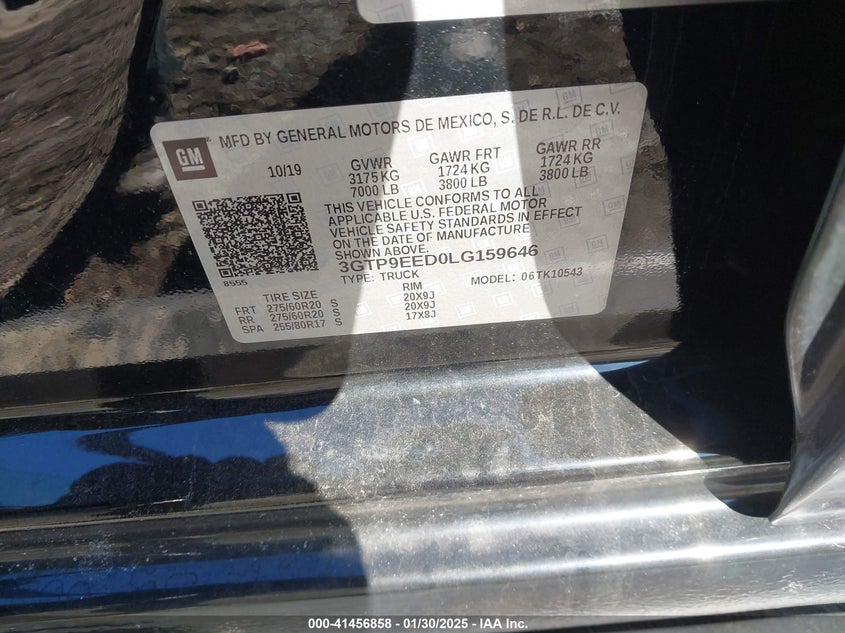 MFD BY GENERAL MOTORS DE MEXICO, S. DE R.L. DE C.V.
GM
10/19 GVWR GAWR FRT GAWR RR
3175 KG 1724 KG 1724 KG
7000 LB 3800 LB 3800 LB
THIS VEHICLE CONFORMS TO ALL
APPLICABLE U.S. FEDERAL MOTOR
VEHICLE SAFETY STANDARDS IN EFFECT
ON THE DATE OF MANUFACTURE
SHOWN ABOVE.
3GTP9EED0LG159646
8555 TYPE: TRUCK MODEL: 06TK10543
TIRE SIZE RIM
FRT 275/60R20 S 20X9J
RR 275/60R20 S 20X9J
SPA 255/80R17 S 17X8J
000-41456858 - 01/30/2025 - IAA Inc.